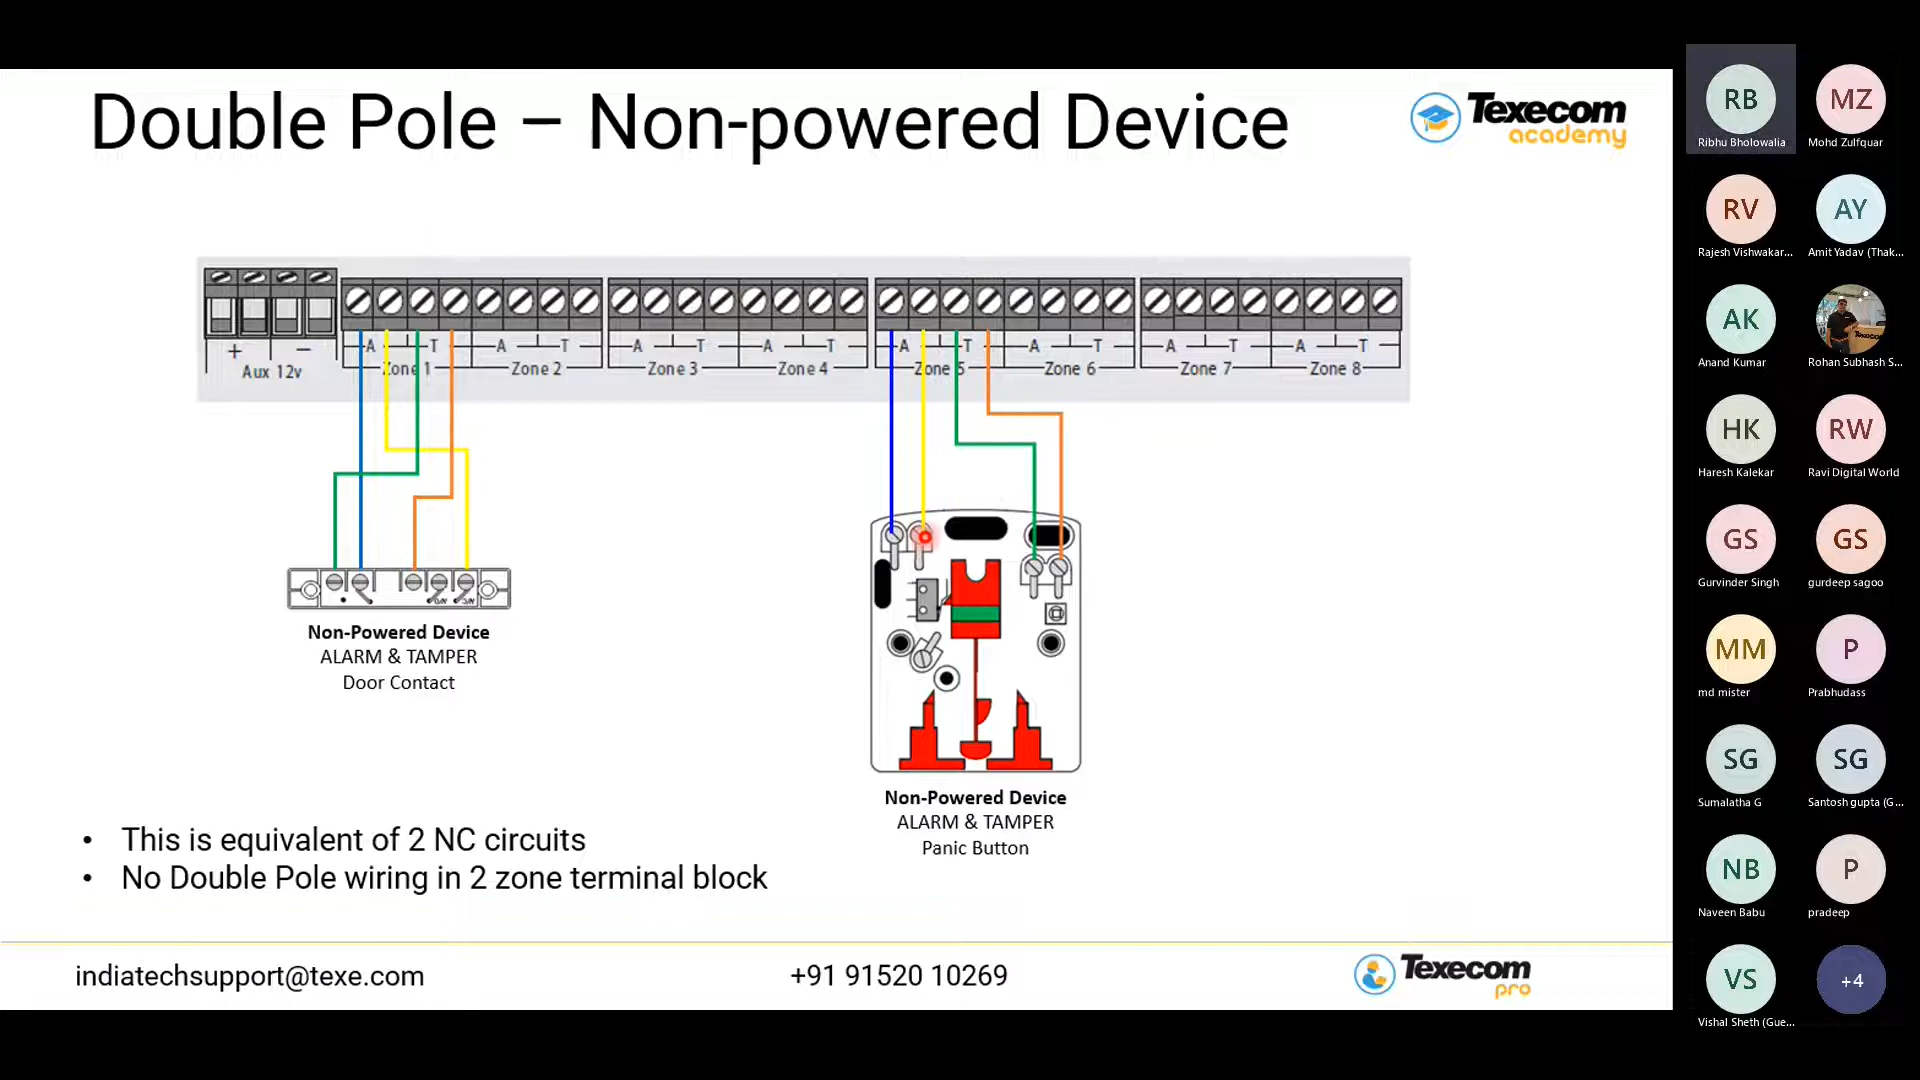 Double Pole – Non-powered Device
Texecom
academy
+ −
Aux 12v
A T A T A T A T A T A T A T A T
Zone 1 Zone 2 Zone 3 Zone 4 Zone 5 Zone 6 Zone 7 Zone 8
Non-Powered Device
ALARM & TAMPER
Door Contact
Non-Powered Device
ALARM & TAMPER
Panic Button
• This is equivalent of 2 NC circuits
• No Double Pole wiring in 2 zone terminal block
indiatechsupport@texe.com
+91 91520 10269
Texecom
pro
RB MZ
Ribhu Bholowalia Mohd Zulfquar
RV AY
Rajesh Vishwakar... Amit Yadav (Thak...
AK
Anand Kumar Rohan Subhash S...
HK RW
Haresh Kalekar Ravi Digital World
GS GS
Gurvinder Singh gurdeep sagoo
MM P
md mister Prabhudass
SG SG
Sumalatha G Santosh gupta (G...
NB P
Naveen Babu pradeep
VS +4
Vishal Sheth (Gue...